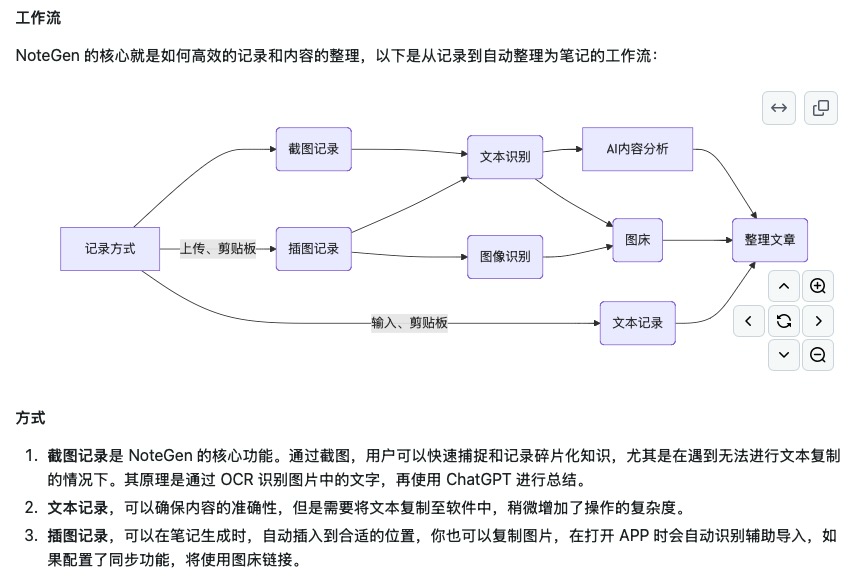 工作流
NoteGen 的核心就是如何高效的记录和内容的整理，以下是从记录到自动整理为笔记的工作流：
截图记录
文本识别
AI内容分析
记录方式
上传、剪贴板
插图记录
图像识别
图床
整理文章
输入、剪贴板
文本记录
方式
1. 截图记录是 NoteGen 的核心功能。通过截图，用户可以快速捕捉和记录碎片化知识，尤其是在遇到无法进行文本复制
的情况下。其原理是通过 OCR 识别图片中的文字，再使用 ChatGPT 进行总结。
2. 文本记录，可以确保内容的准确性，但是需要将文本复制至软件中，稍微增加了操作的复杂度。
3. 插图记录，可以在笔记生成时，自动插入到合适的位置，你也可以复制图片，在打开 APP 时会自动识别辅助导入，如
果配置了同步功能，将使用图床链接。